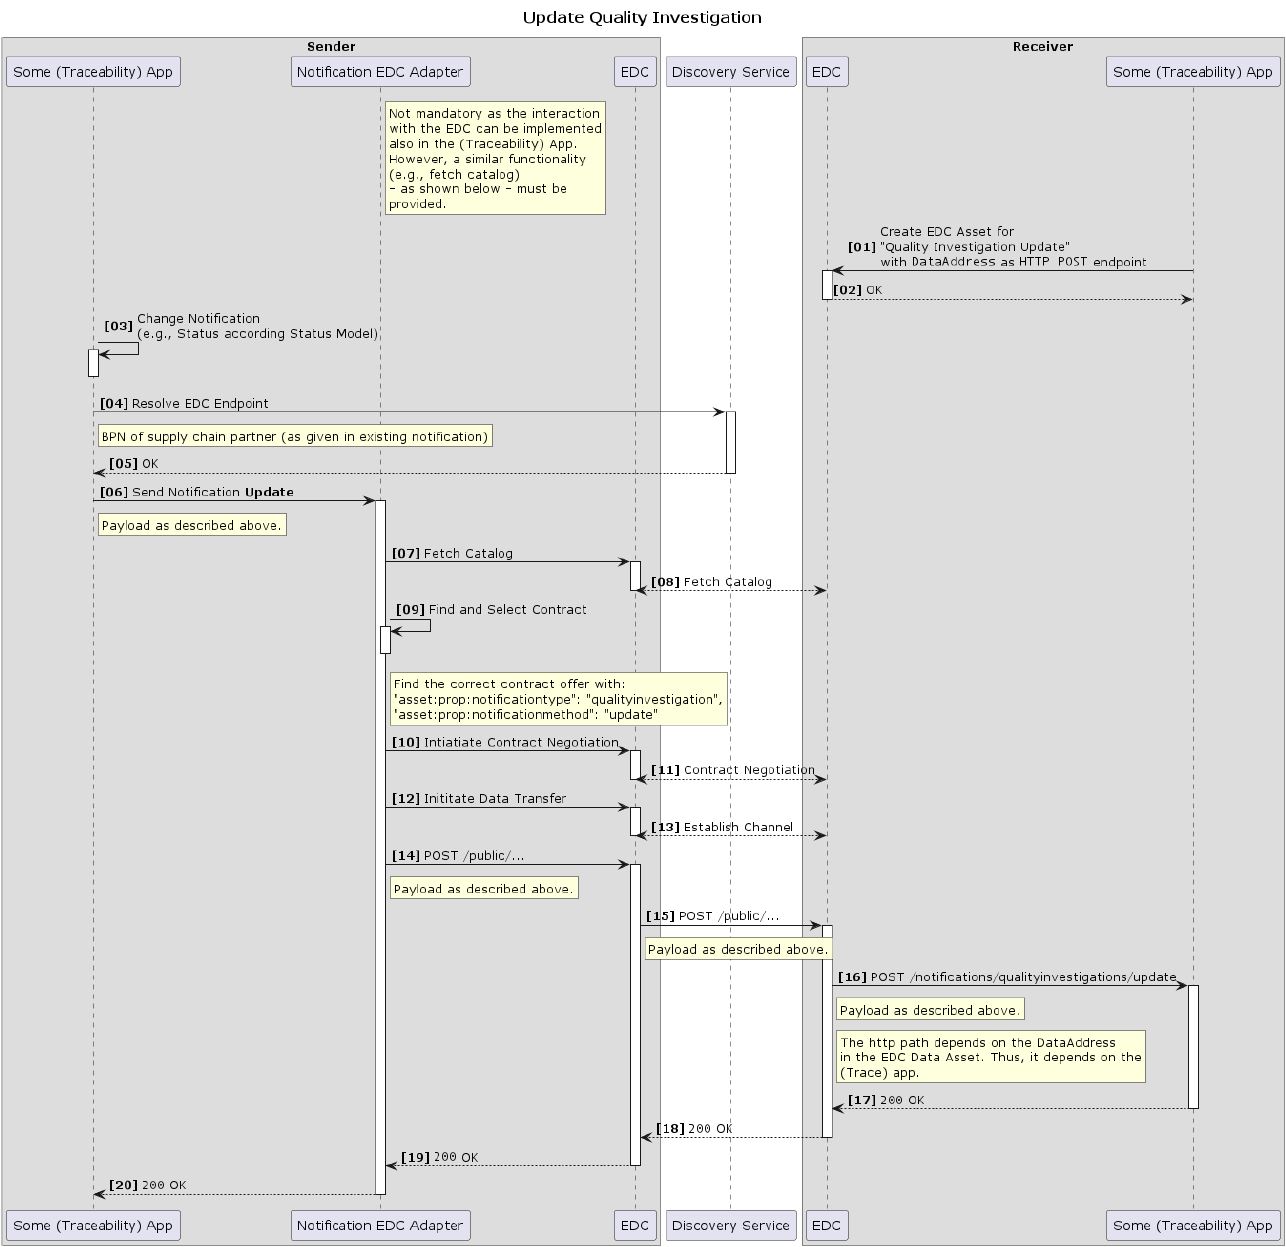 Update Quality Investigation
Sender
Receiver
Some (Traceability) App
Notification EDC Adapter
EDC
Discovery Service
EDC
Some (Traceability) App
Not mandatory as the interaction
with the EDC can be implemented
also in the (Traceability) App.
However, a similar functionality
(e.g., fetch catalog)
- as shown below - must be
provided.
Create EDC Asset for
[01] "Quality Investigation Update"
with DataAddress as HTTP POST endpoint
[02] OK
[03] Change Notification
(e.g., Status according Status Model)
[04] Resolve EDC Endpoint
BPN of supply chain partner (as given in existing notification)
[05] OK
[06] Send Notification Update
Payload as described above.
[07] Fetch Catalog
[08] Fetch Catalog
[09] Find and Select Contract
Find the correct contract offer with:
"asset:prop:notificationtype": "qualityinvestigation",
"asset:prop:notificationmethod": "update"
[10] Intiatiate Contract Negotiation
[11] Contract Negotiation
[12] Inititate Data Transfer
[13] Establish Channel
[14] POST /public/...
Payload as described above.
[15] POST /public/...
Payload as described above.
[16] POST /notifications/qualityinvestigations/update
Payload as described above.
The http path depends on the DataAddress
in the EDC Data Asset. Thus, it depends on the
(Trace) app.
[17] 200 OK
[18] 200 OK
[19] 200 OK
[20] 200 OK
Some (Traceability) App
Notification EDC Adapter
EDC
Discovery Service
EDC
Some (Traceability) App